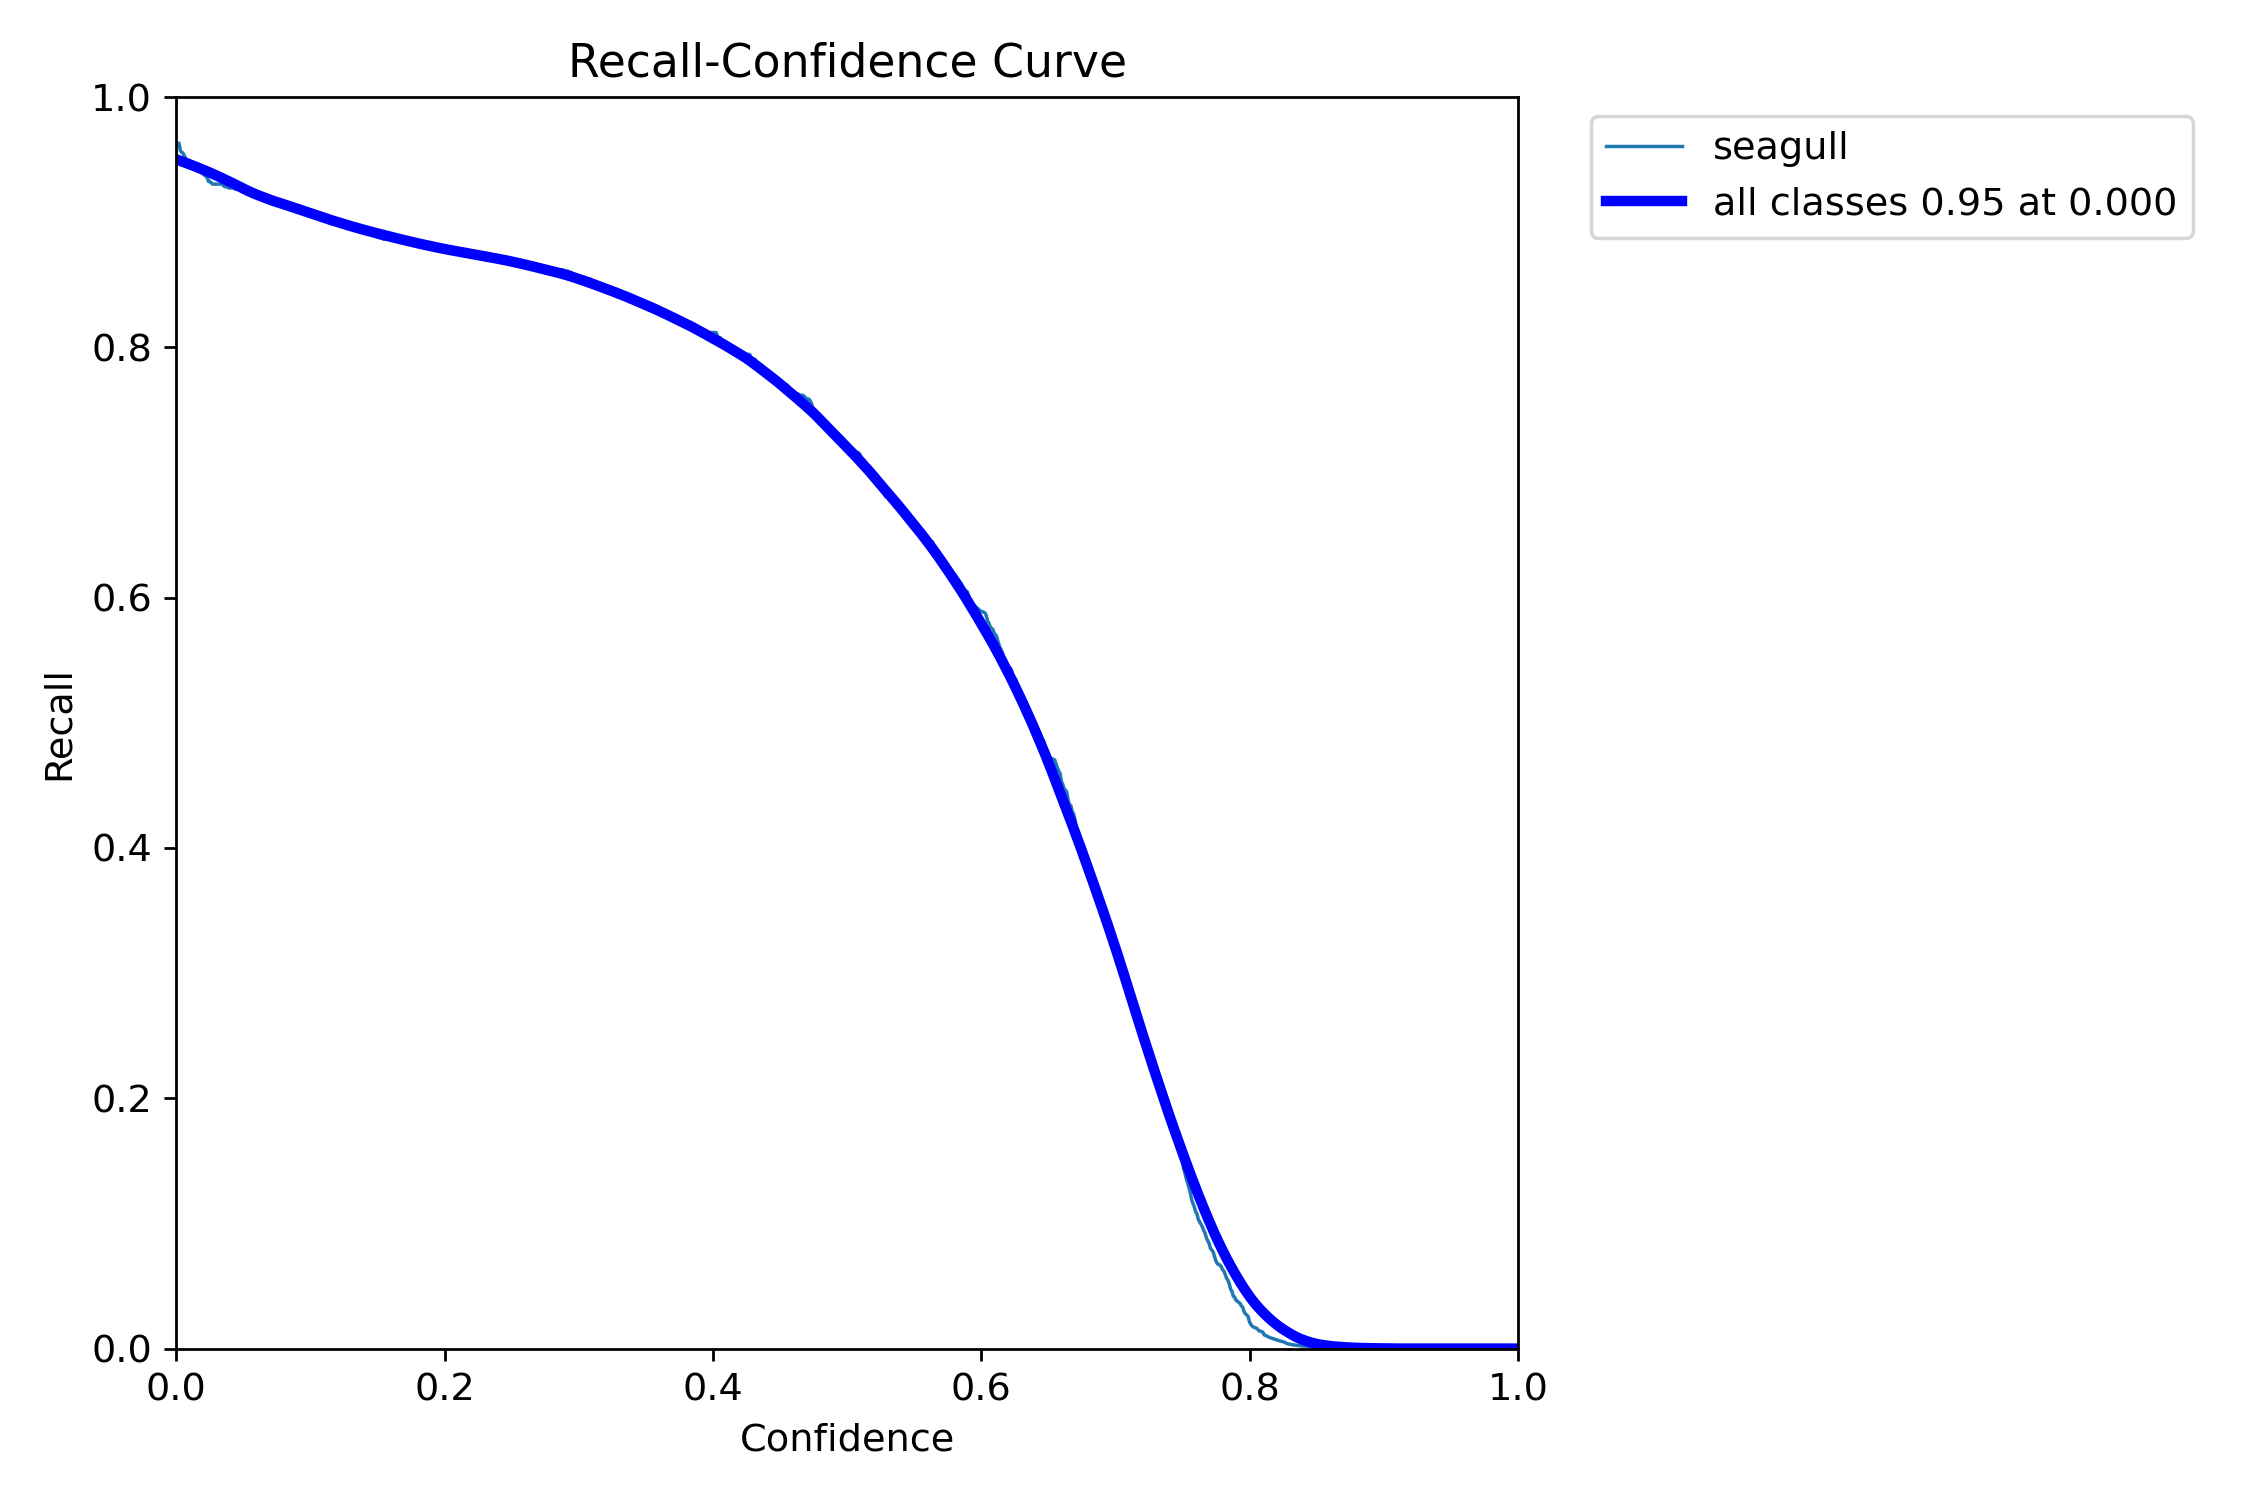 Recall-Confidence Curve
1.0
0.8
0.6
0.4
0.2
0.0
Recall
0.0 0.2 0.4 0.6 0.8 1.0
Confidence
seagull
all classes 0.95 at 0.000